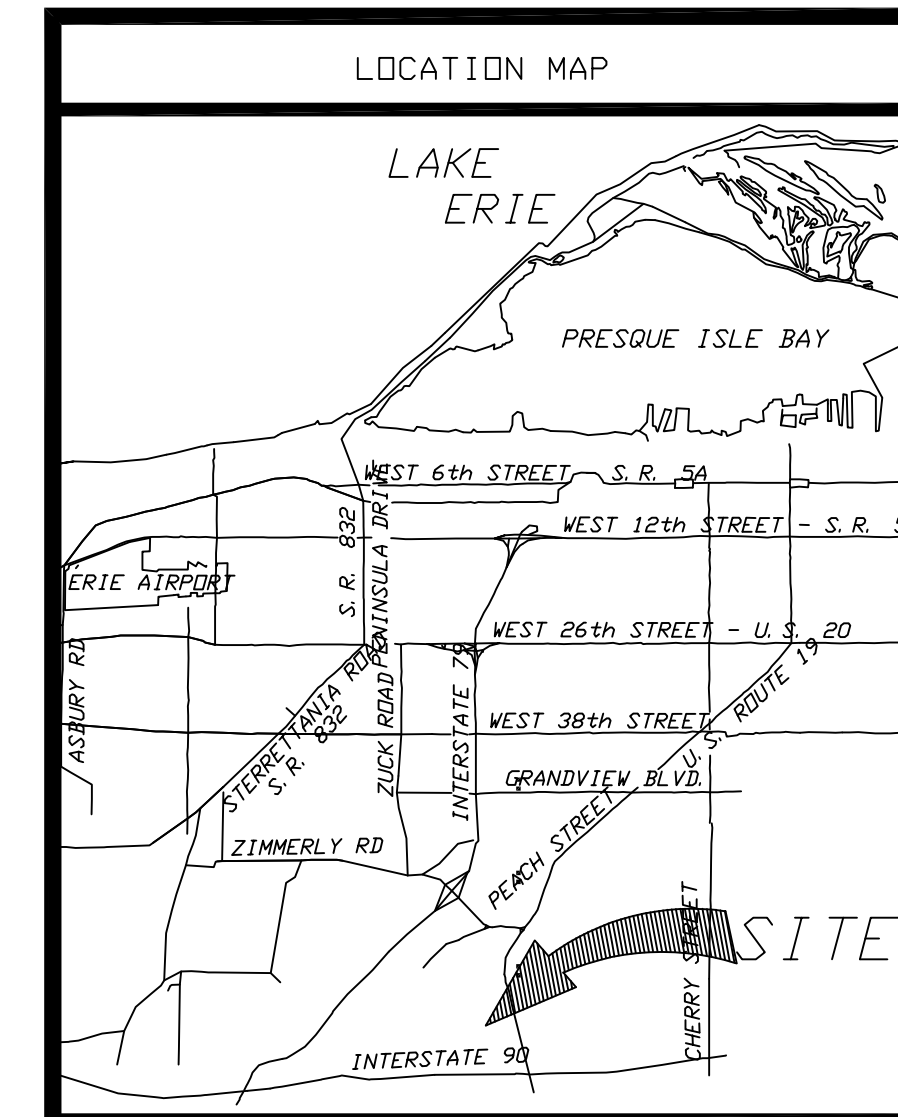 LOCATION MAP
LAKE
ERIE
PRESQUE ISLE BAY
WEST 6th STREET   S. R. 5A
WEST 12th STREET - S. R.
S. R. 832
PENINSULA DRIVE
ERIE AIRPORT
WEST 26th STREET - U. S. 20
ASBURY RD
STERRETTANIA ROAD
S. R. 832
ZUCK ROAD
INTERSTATE 79
U. S. ROUTE 19
WEST 38th STREET
GRANDVIEW BLVD.
ZIMMERLY RD
PEACH STREET
CHERRY STREET
SITE
INTERSTATE 90